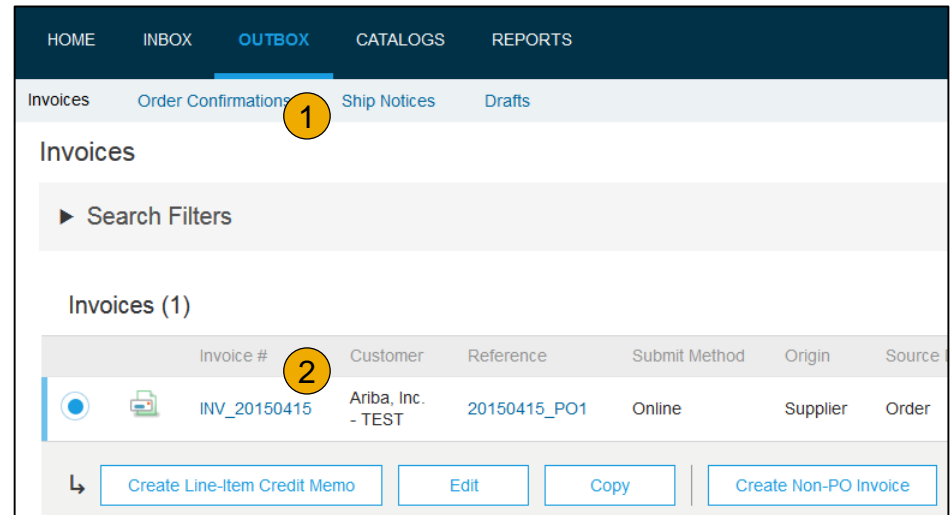 HOME INBOX OUTBOX CATALOGS REPORTS
Invoices Order Confirmations 1 Ship Notices Drafts
Invoices
► Search Filters
Invoices (1)
Invoice # 2 Customer Reference Submit Method Origin Source
INV_20150415 Ariba, Inc. - TEST 20150415_PO1 Online Supplier Order
Create Line-Item Credit Memo Edit Copy Create Non-PO Invoice